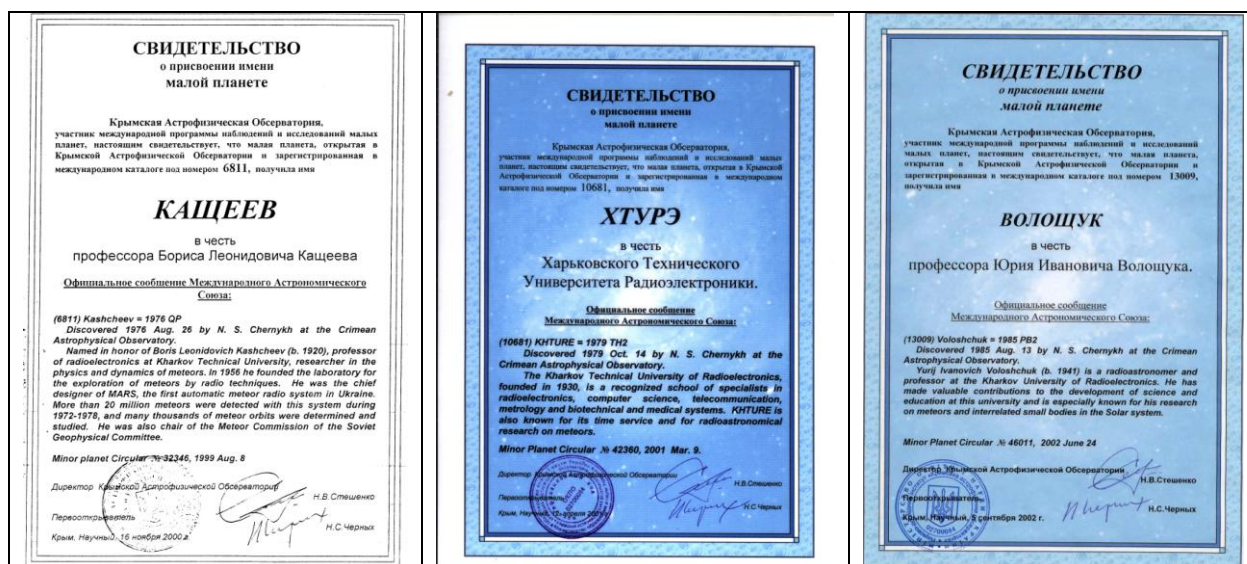 СВИДЕТЕЛЬСТВО
о присвоении имени
малой планете
Крымская Астрофизическая Обсерватория,
участник международной программы наблюдений и исследований малых
планет, настоящим свидетельствует, что малая планета, открытая в
Крымской Астрофизической Обсерватории и зарегистрированная в
международном каталоге под номером 6811, получила имя
КАЩЕЕВ
в честь
профессора Бориса Леонидовича Кащеева
Официальное сообщение Международного Астрономического
Союза:
(6811) Kashcheev = 1976 QP
Discovered 1976 Aug. 26 by N. S. Chernykh at the Crimean
Astrophysical Observatory.
Named in honor of Boris Leonidovich Kashcheev (b. 1920), professor
of radioelectronics at Kharkov Technical University, researcher in the
physics and dynamics of meteors. In 1956 he founded the laboratory for
the exploration of meteors by radio techniques. He was the chief
designer of MARS, the first automatic meteor radio system in Ukraine.
More than 20 million meteors were detected with this system during
1972-1978, and many thousands of meteor orbits were determined and
studied. He was also chair of the Meteor Commission of the Soviet
Geophysical Committee.
Minor planet Circular № 32346, 1999 Aug. 8
Директор Крымской Астрофизической Обсерватории
Н.В.Стешенко
Первооткрыватель
Н.С.Черных
Крым, Научный, 16 ноября 2000 г.
СВИДЕТЕЛЬСТВО
о присвоении имени
малой планете
Крымская Астрофизическая Обсерватория,
участник международной программы наблюдений и исследований малых
планет, настоящим свидетельствует, что малая планета, открытая в Крымской
Астрофизической Обсерватории и зарегистрированная в международном
каталоге под номером 10681, получила имя
ХТУРЭ
в честь
Харьковского Технического
Университета Радиоэлектроники.
Официальное сообщение
Международного Астрономического Союза:
(10681) KHTURE = 1979 TH2
Discovered 1979 Oct. 14 by N. S. Chernykh at the
Crimean Astrophysical Observatory.
The Kharkov Technical University of Radioelectronics,
founded in 1930, is a recognized school of specialists in
radioelectronics, computer science, telecommunication,
metrology and biotechnical and medical systems. KHTURE is
also known for its time service and for radioastronomical
research on meteors.
Minor Planet Circular № 42360, 2001 Mar. 9.
Директор Крымской Астрофизической Обсерватории
Н.В.Стешенко
Первооткрыватель
Н.С.Черных
Крым, Научный, апреля
СВИДЕТЕЛЬСТВО
о присвоении имени
малой планете
Крымская Астрофизическая Обсерватория,
участник международной программы наблюдений и исследований
малых планет, настоящим свидетельствует, что малая планета,
открытая в Крымской Астрофизической Обсерватории и
зарегистрированная в международном каталоге под номером 13009,
получила имя
ВОЛОЩУК
в честь
профессора Юрия Ивановича Волощука.
Официальное сообщение
Международного Астрономического Союза:
(13009) Voloshchuk = 1985 PB2
Discovered 1985 Aug. 13 by N. S. Chernykh at the Crimean
Astrophysical Observatory.
Yurij Ivanovich Voloshchuk (b. 1941) is a radioastronomer and
professor at the Kharkov University of Radioelectronics. He has
made valuable contributions to the development of science and
education at this university and is especially known for his research
on meteors and interrelated small bodies in the Solar system.
Minor Planet Circular № 46011, 2002 June 24
Директор Крымской Астрофизической Обсерватории
Н.В.Стешенко
Первооткрыватель
Н.С.Черных
Крым, Научный, 5 сентября 2002 г.